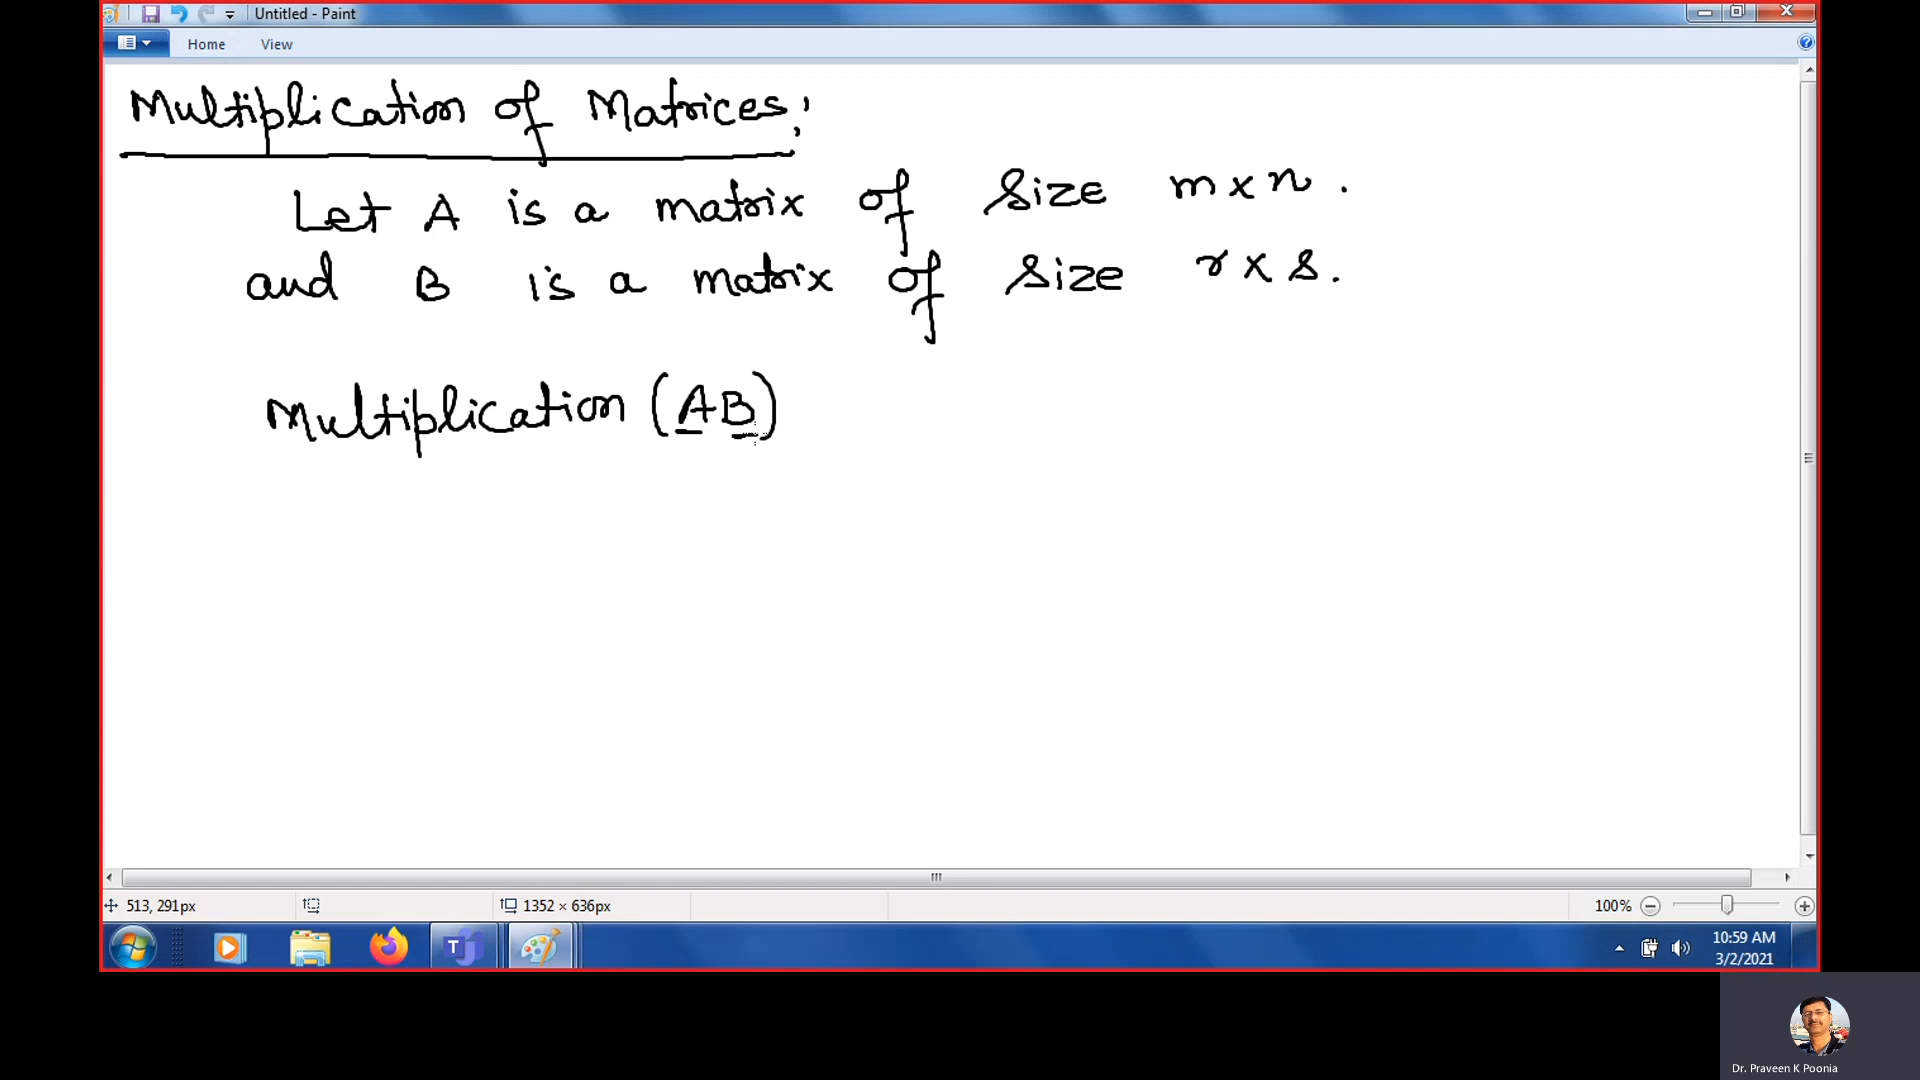 Untitled - Paint
Home View
Multiplication of Matrices:
Let A is a matrix of size m x n.
and B is a matrix of size r x s.
Multiplication (AB)
513, 291px
1352 × 636px
100%
10:59 AM
3/2/2021
Dr. Praveen K Poonia